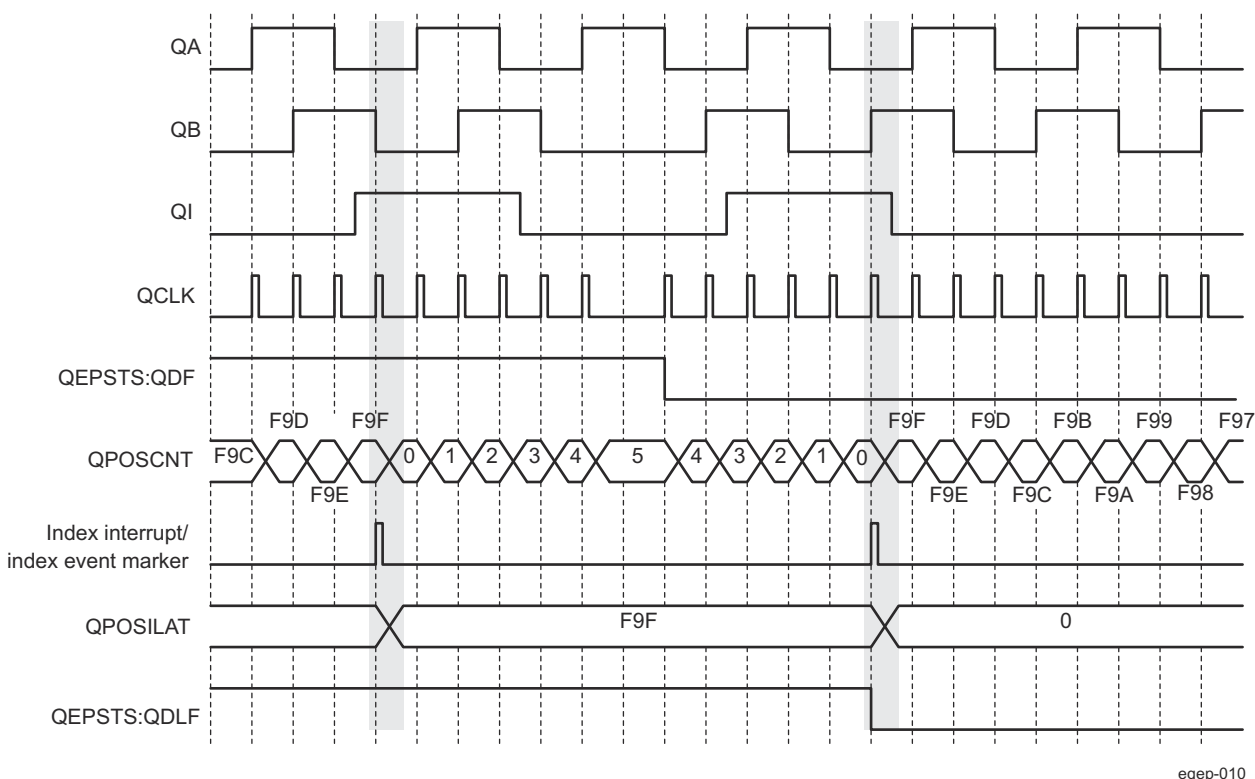 QA
QB
QI
QCLK
QEPSTS:QDF
F9D F9F F9F F9D F9B F99 F97
QPOSCNT F9C 0 1 2 3 4 5 4 3 2 1 0
F9E F9E F9C F9A F98
Index interrupt/
index event marker
QPOSILAT F9F 0
QEPSTS:QDLF
eqep-010